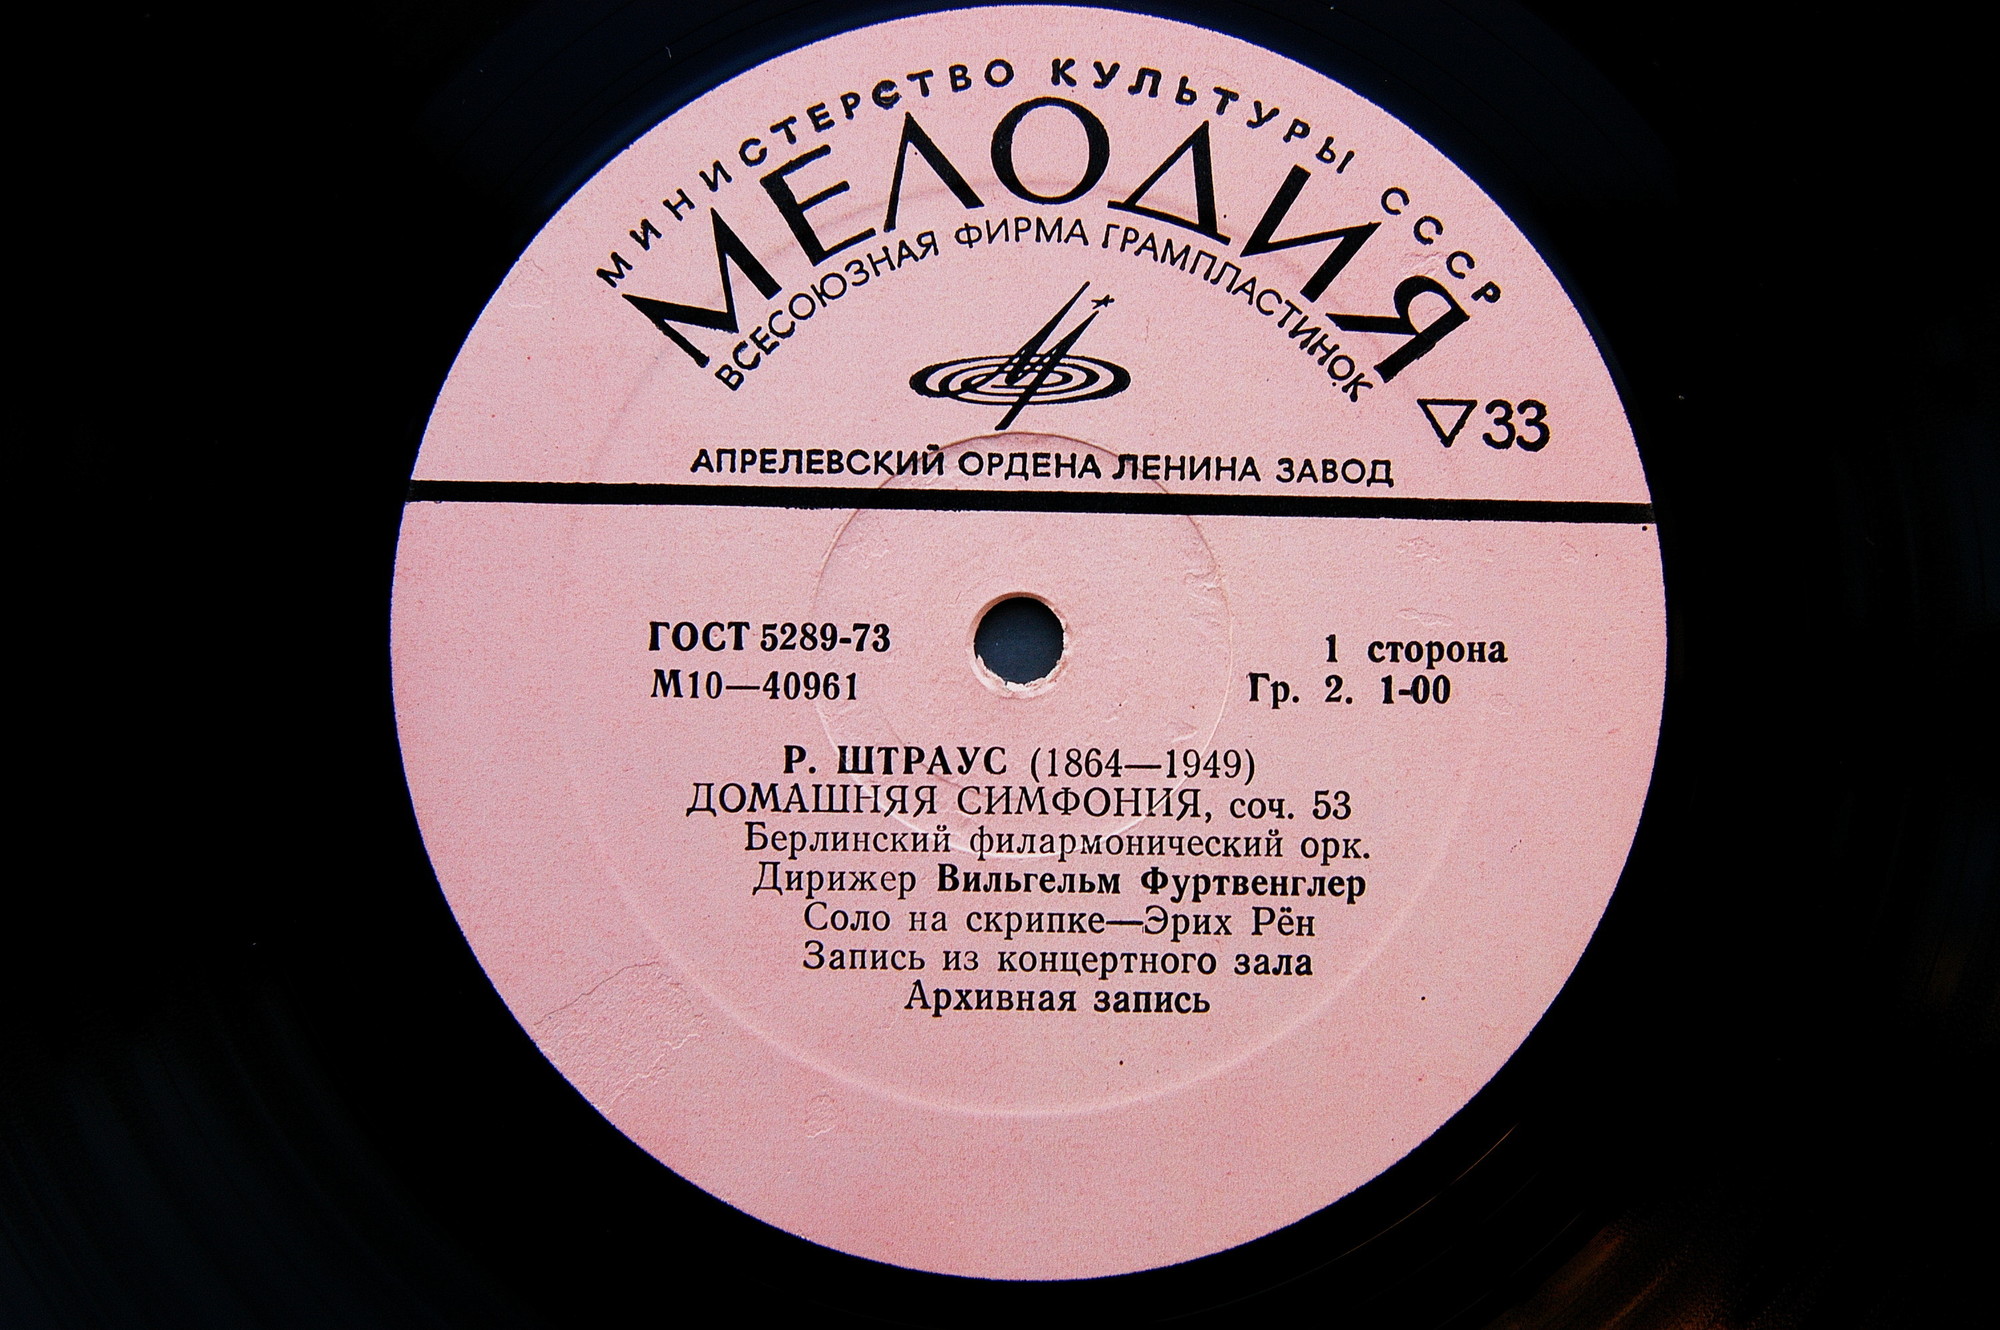 МИНИСТЕРСТВО КУЛЬТУРЫ СССР
МЕЛОДИЯ
ВСЕСОЮЗНАЯ ФИРМА ГРАМПЛАСТИНОК
▽33
АПРЕЛЕВСКИЙ ОРДЕНА ЛЕНИНА ЗАВОД
ГОСТ 5289-73
1 сторона
М10—40961
Гр. 2. 1-00
Р. ШТРАУС (1864—1949)
ДОМАШНЯЯ СИМФОНИЯ, соч. 53
Берлинский филармонический орк.
Дирижер Вильгельм Фуртвенглер
Соло на скрипке—Эрих Рён
Запись из концертного зала
Архивная запись